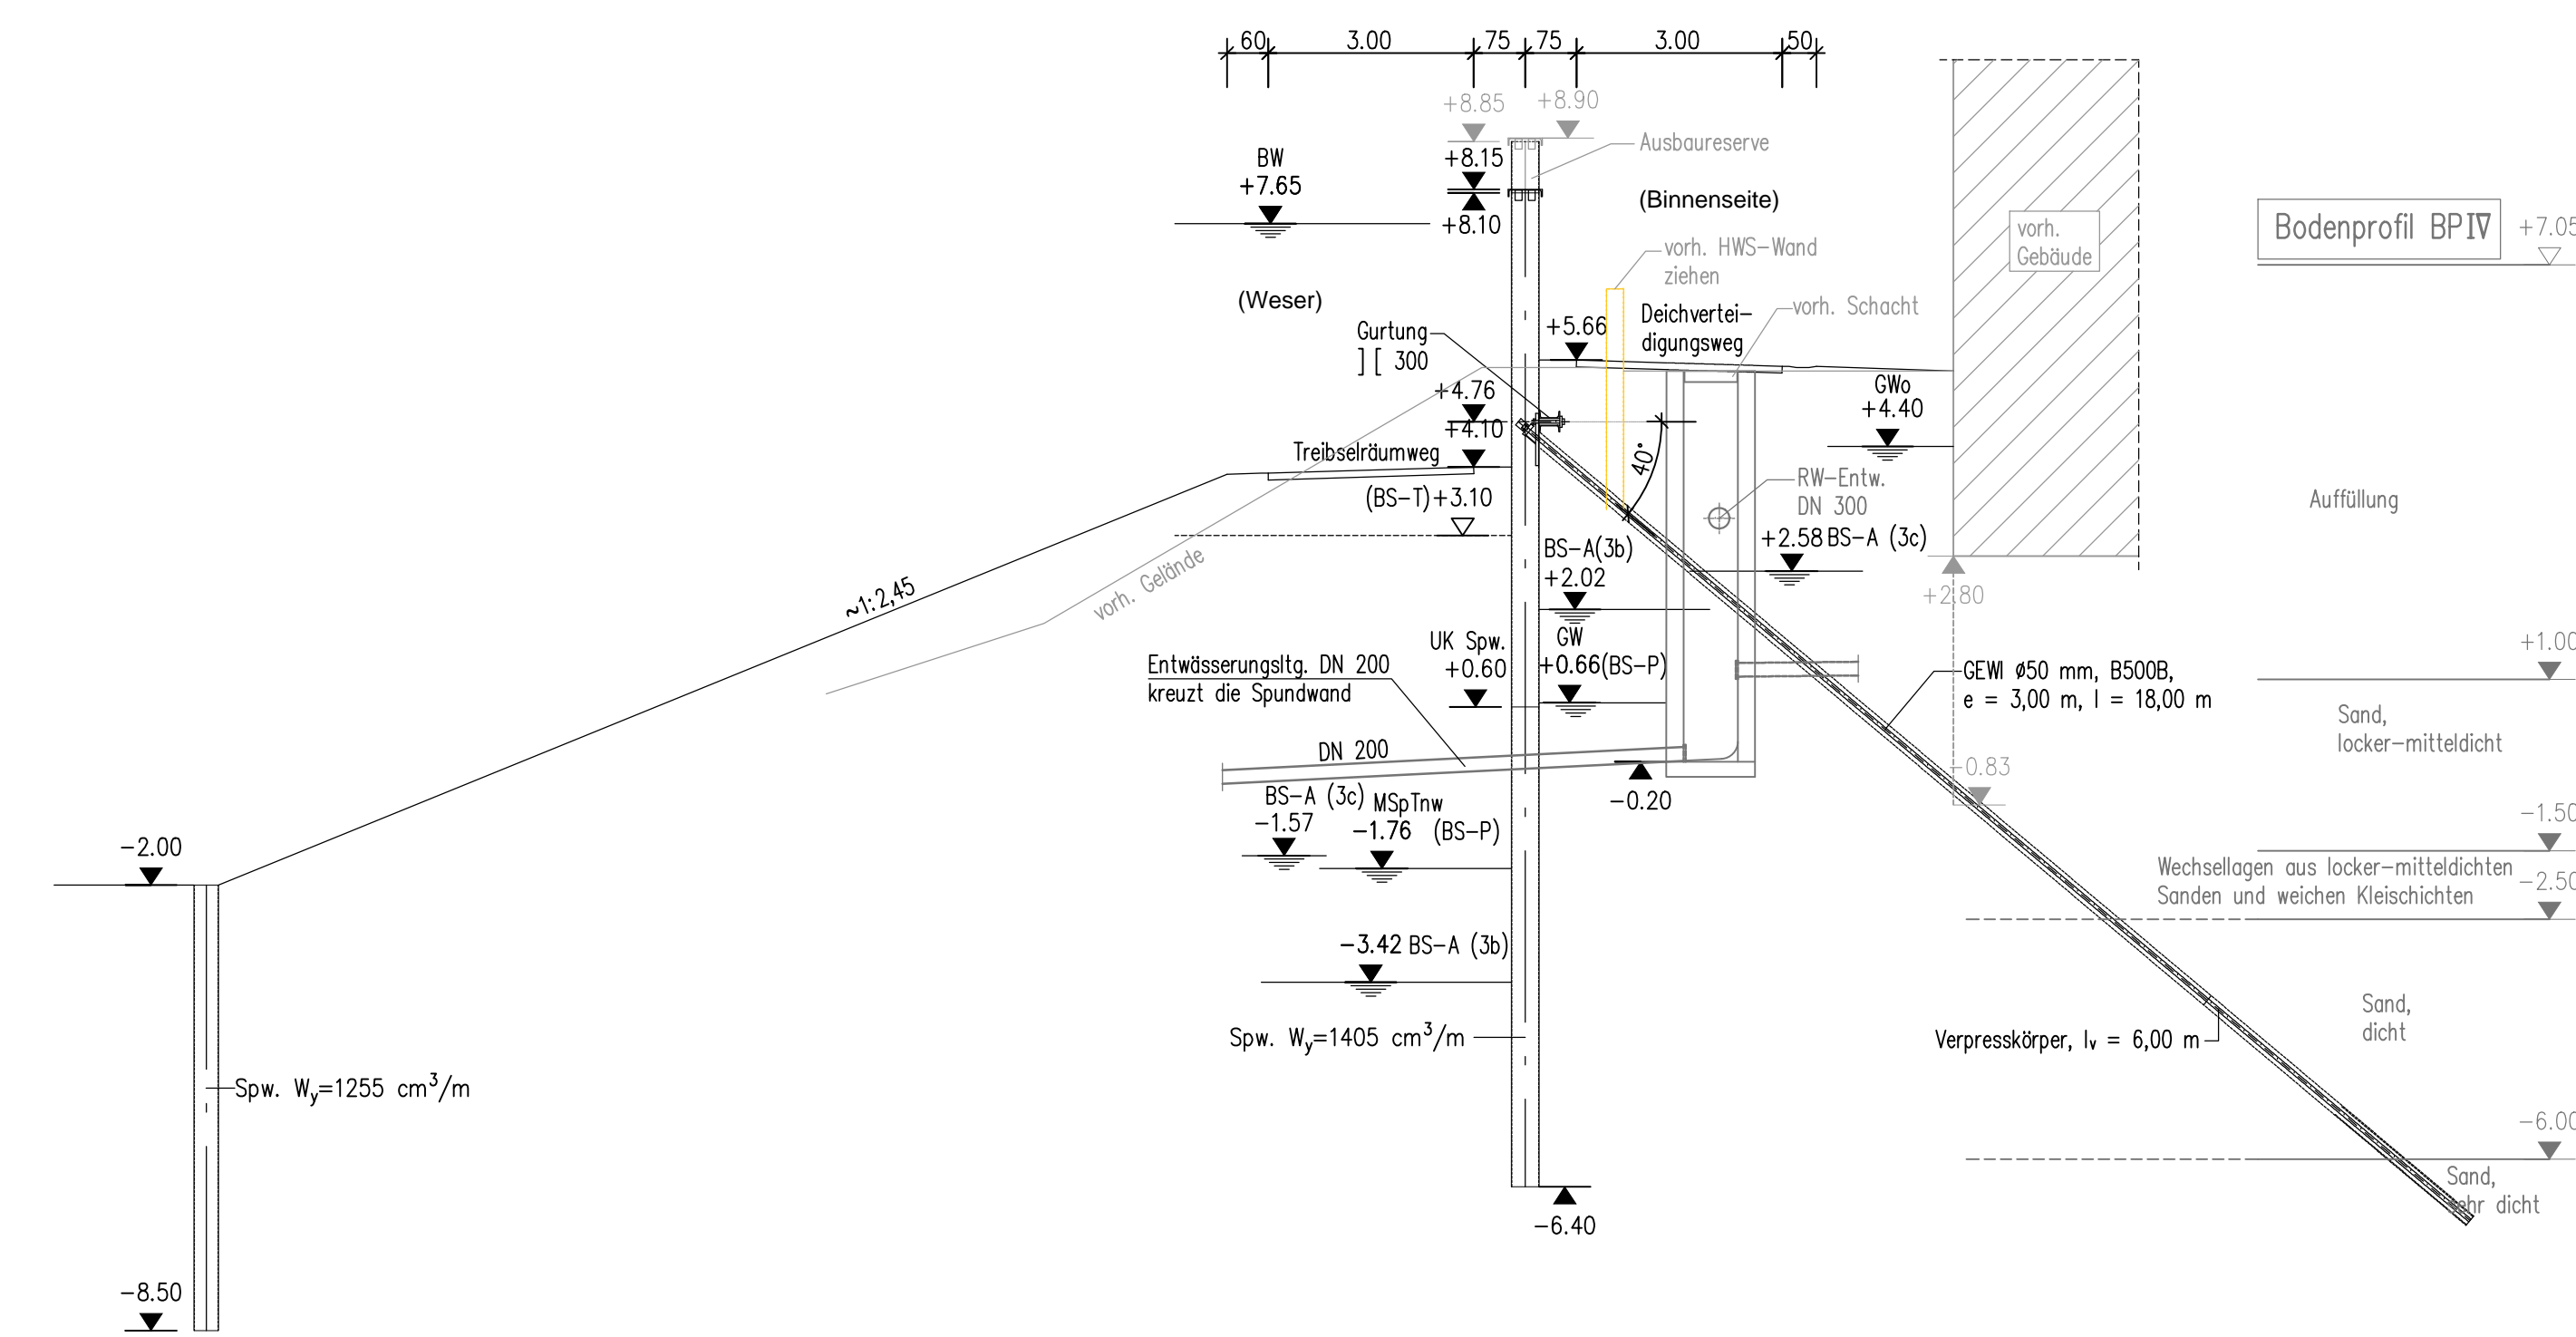 60 3.00 75 75 3.00 50
+8.85 +8.90
Ausbaureserve
BW
+7.65
+8.15
+8.10
(Binnenseite)
vorh.
Gebäude
Bodenprofil BPIV
+7.05
vorh. HWS-Wand
ziehen
(Weser)
Gurtung
][ 300
+5.66
Deichvertei-
digungsweg
vorh. Schacht
+4.76
+4.10
GWo
+4.40
Treibselräumweg
40°
(BS-T)+3.10
RW-Entw.
DN 300
Auffüllung
+2.58 BS-A (3c)
BS-A(3b)
+2.02
vorh. Gelände
~1:2,45
+2.80
UK Spw.
+0.60
GW
+0.66(BS-P)
Entwässerungsltg. DN 200
kreuzt die Spundwand
GEWI ø50 mm, B500B,
e = 3,00 m, l = 18,00 m
+1.00
Sand,
locker-mitteldicht
DN 200
-0.83
-0.20
BS-A (3c)
-1.57
MSpTnw
-1.76 (BS-P)
-1.50
-2.00
Wechsellagen aus locker-mitteldichten
Sanden und weichen Kleischichten
-2.50
-3.42 BS-A (3b)
Sand,
dicht
Spw. Wy=1405 cm³/m
Verpresskörper, lv = 6,00 m
Spw. Wy=1255 cm³/m
-6.00
Sand,
sehr dicht
-6.40
-8.50